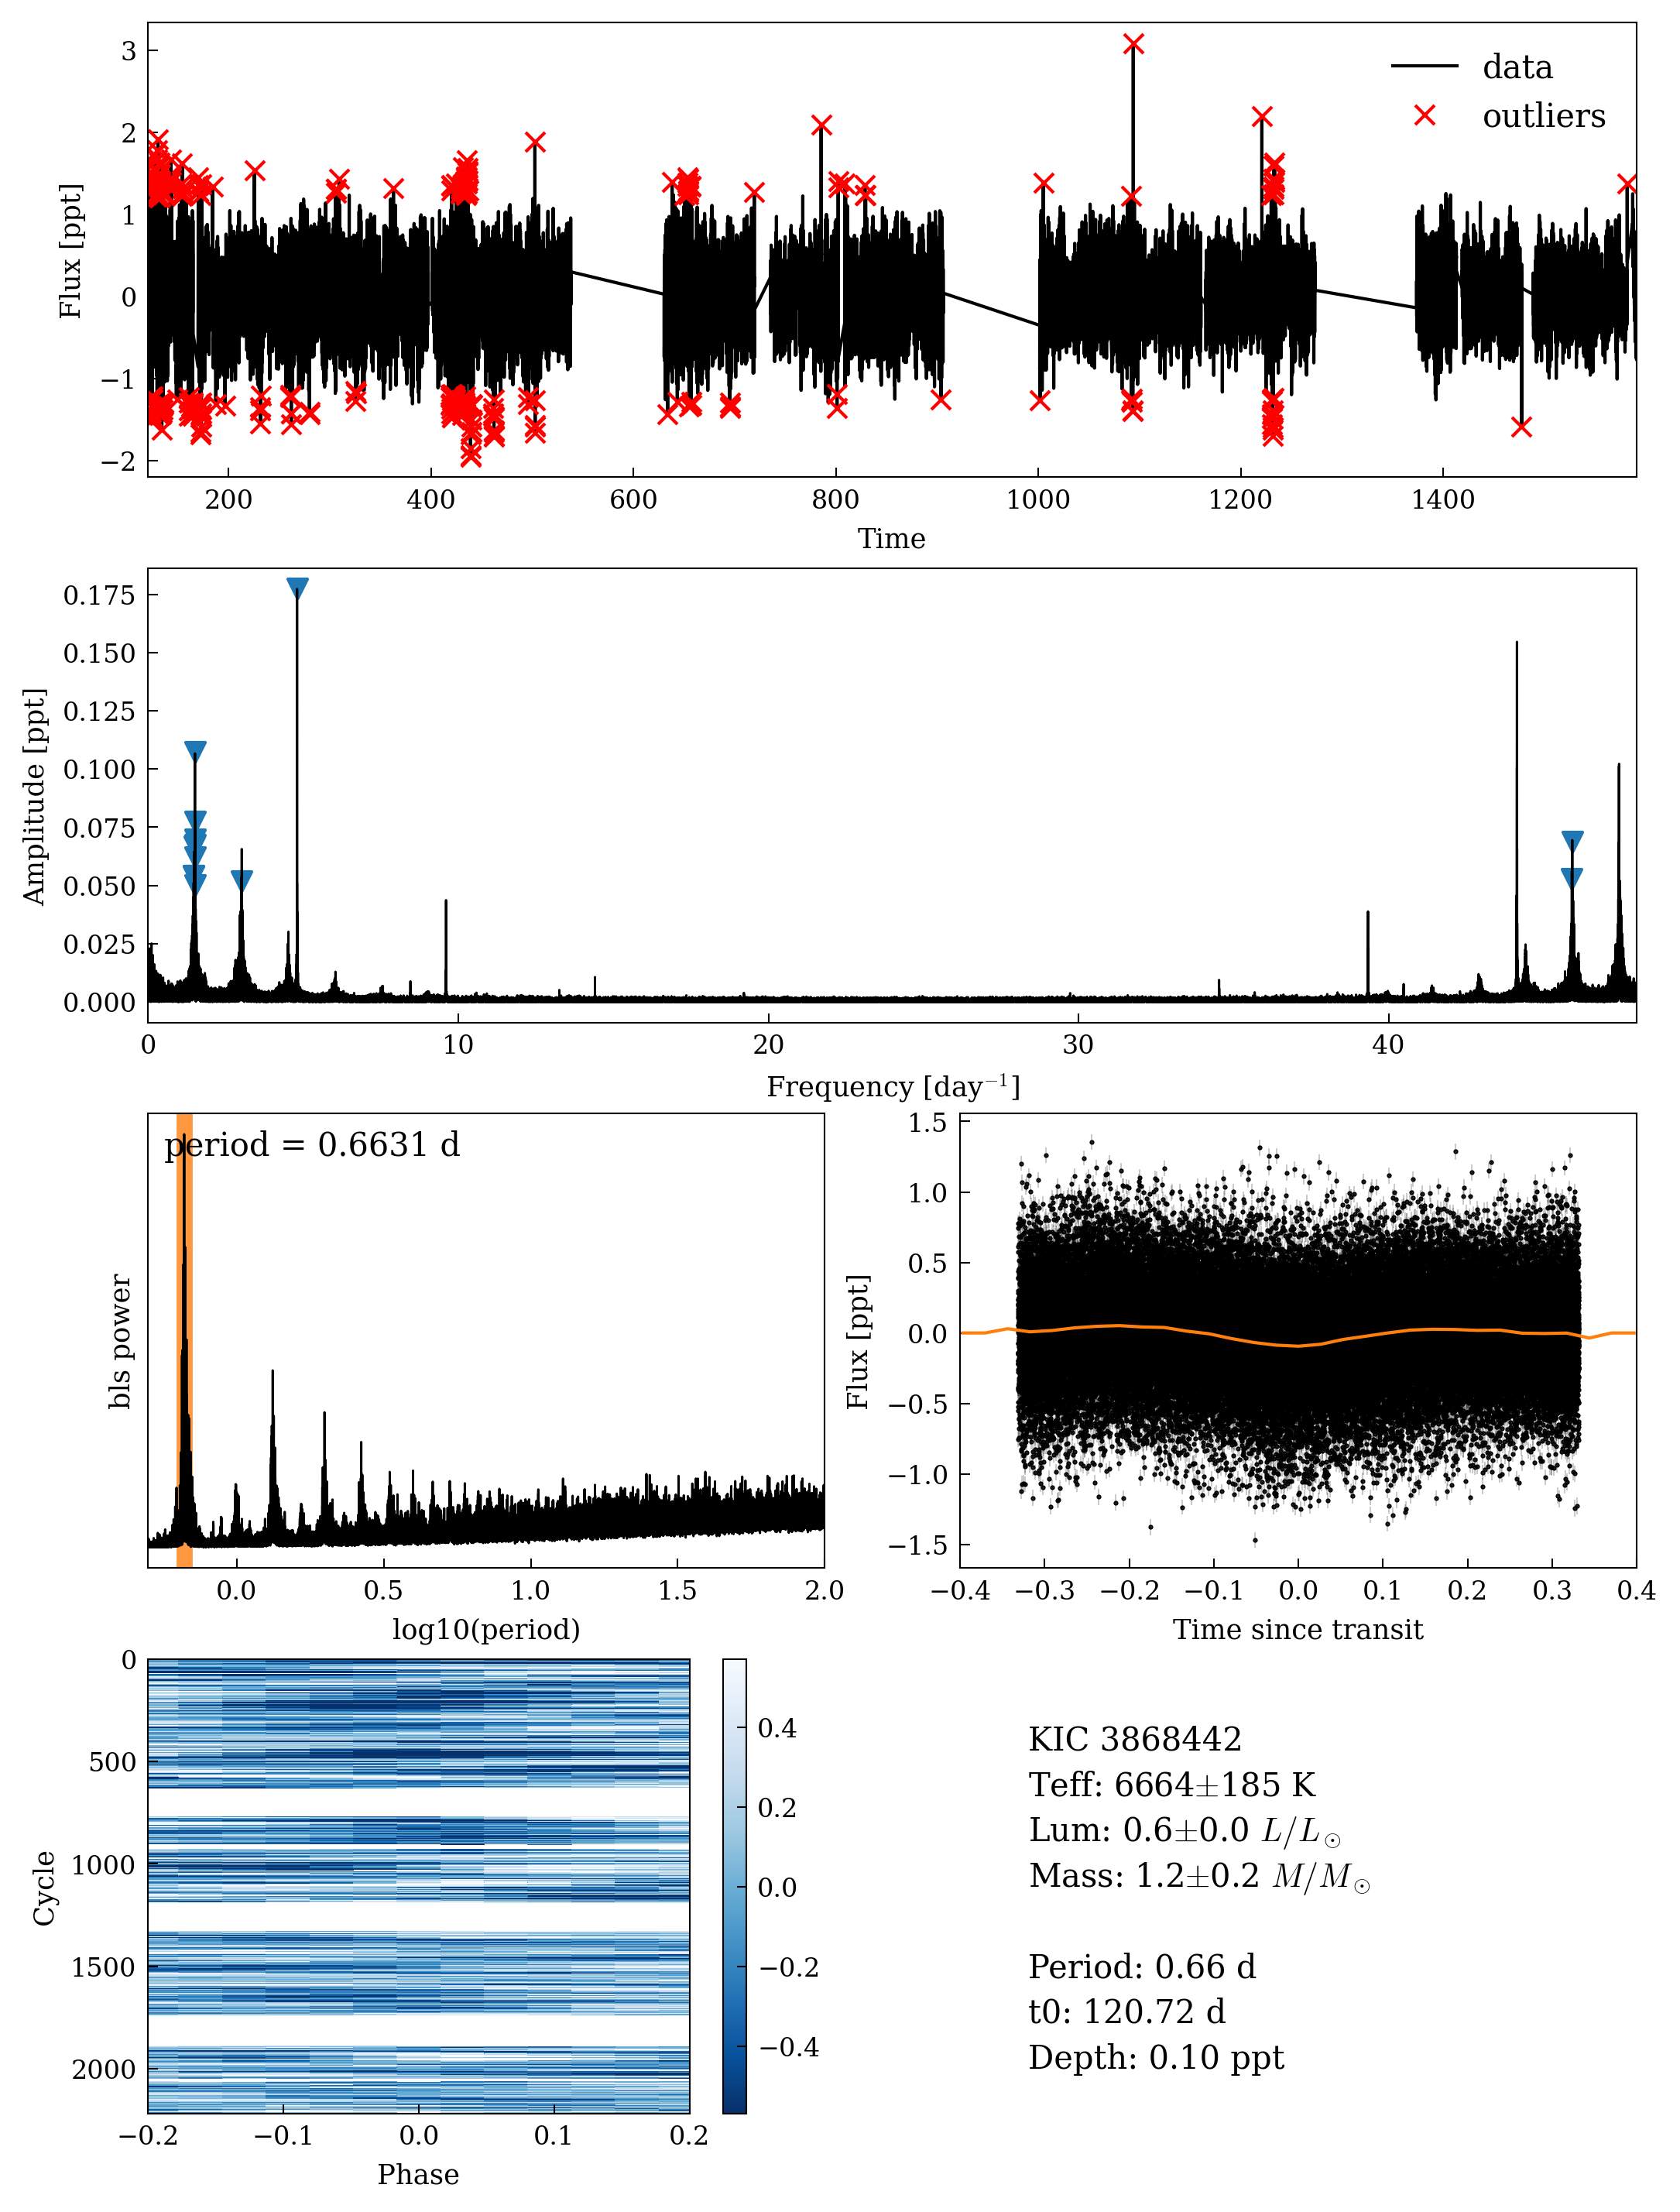 3
2
1
0
−1
−2
Flux [ppt]
data
outliers
200 400 600 800 1000 1200 1400
Time
0.175
0.150
0.125
0.100
0.075
0.050
0.025
0.000
Amplitude [ppt]
0 10 20 30 40
Frequency [day⁻¹]
period = 0.6631 d
bls power
0.0 0.5 1.0 1.5 2.0
log10(period)
1.5
1.0
0.5
0.0
−0.5
−1.0
−1.5
Flux [ppt]
−0.4 −0.3 −0.2 −0.1 0.0 0.1 0.2 0.3 0.4
Time since transit
0
500
1000
1500
2000
Cycle
−0.2 −0.1 0.0 0.1 0.2
Phase
0.4
0.2
0.0
−0.2
−0.4
KIC 3868442
Teff: 6664±185 K
Lum: 0.6±0.0 L/L☉
Mass: 1.2±0.2 M/M☉
Period: 0.66 d
t0: 120.72 d
Depth: 0.10 ppt